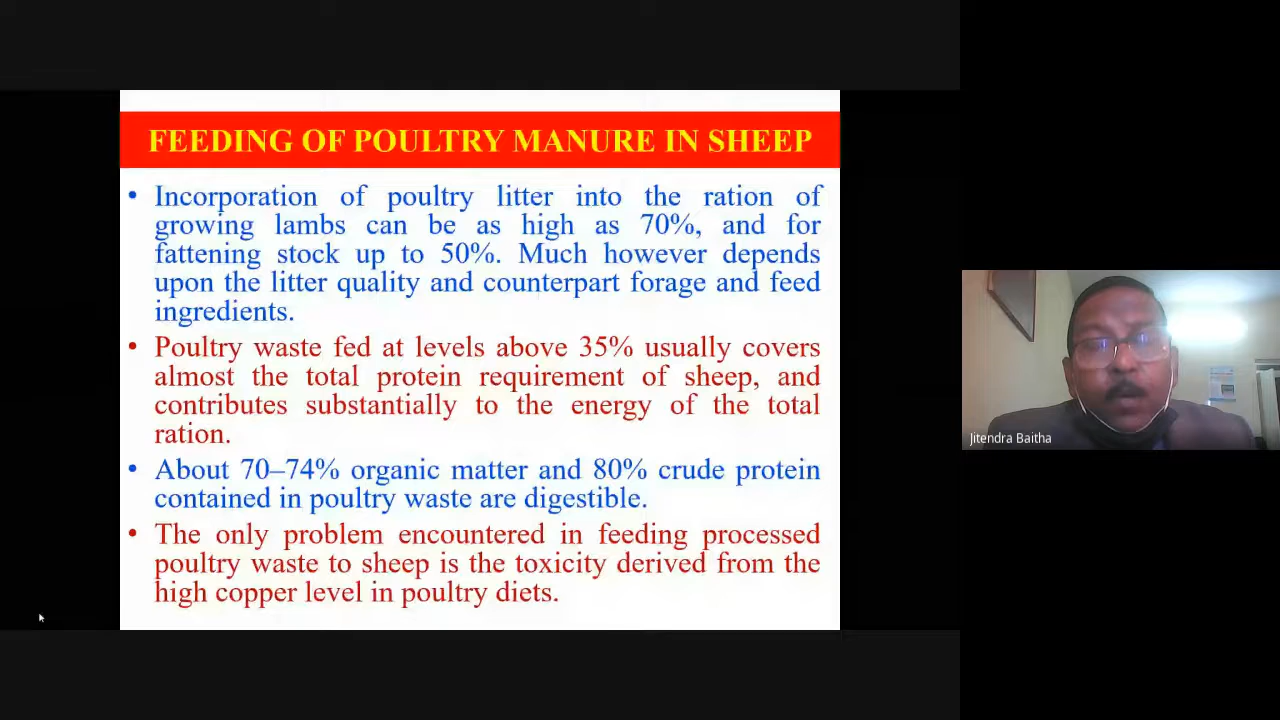 FEEDING OF POULTRY MANURE IN SHEEP
• Incorporation of poultry litter into the ration of
growing lambs can be as high as 70%, and for
fattening stock up to 50%. Much however depends
upon the litter quality and counterpart forage and feed
ingredients.
• Poultry waste fed at levels above 35% usually covers
almost the total protein requirement of sheep, and
contributes substantially to the energy of the total
ration.
• About 70–74% organic matter and 80% crude protein
contained in poultry waste are digestible.
• The only problem encountered in feeding processed
poultry waste to sheep is the toxicity derived from the
high copper level in poultry diets.
Jitendra Baitha